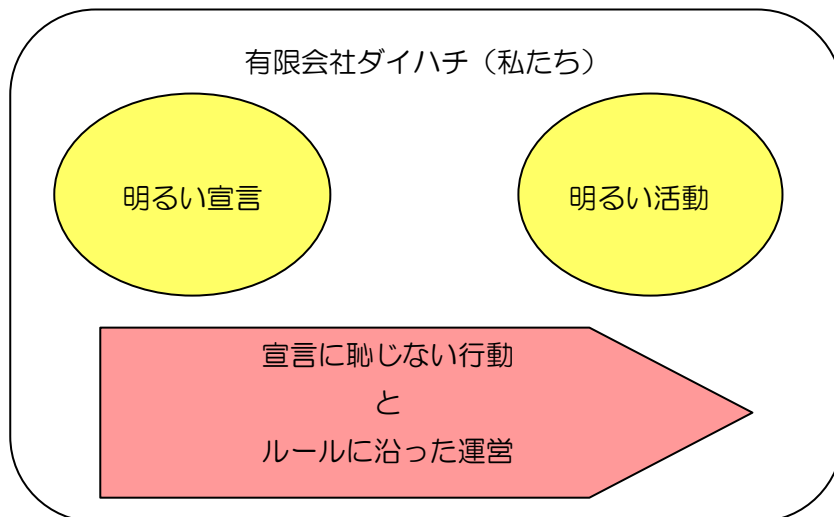 有限会社ダイハチ（私たち）
明るい宣言
明るい活動
宣言に恥じない行動
と
ルールに沿った運営